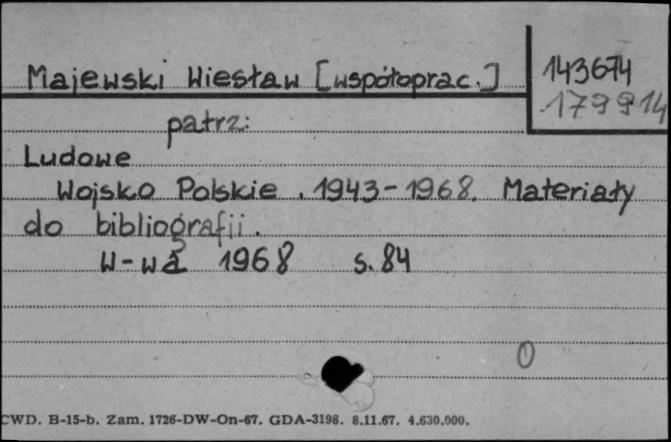 Majewski Wiesław [współoprac.]
143674
179914
patrz:
Ludowe
Wojsko Polskie . 1943-1968. Materiały
do bibliografii.
W-wa 1968 s. 84
0
CWD. B-15-b. Zam. 1726-DW-On-67. GDA-3198. 8.11.67. 4.630.000.